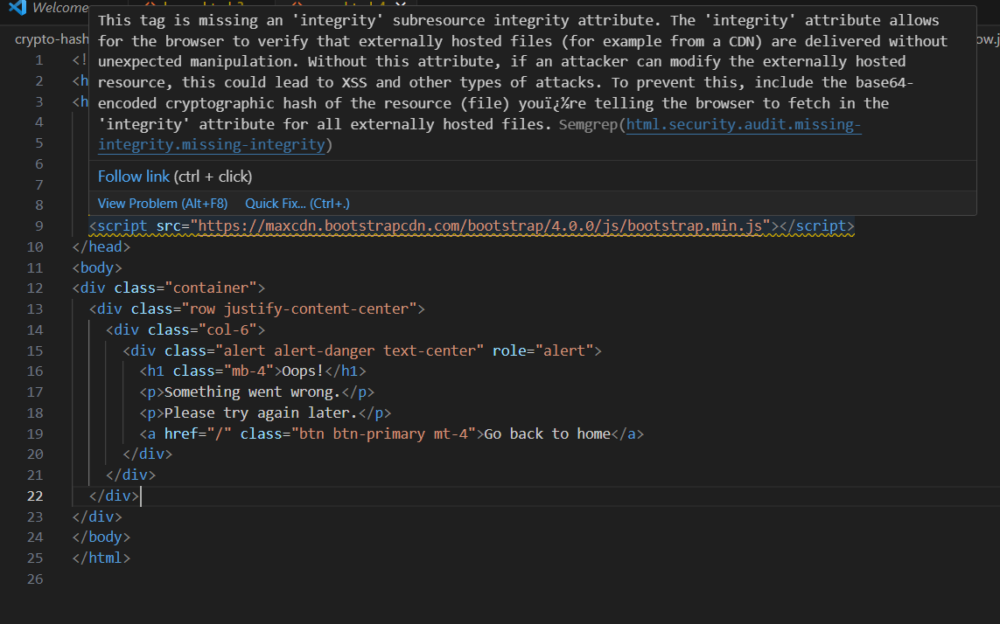 Welcome
This tag is missing an 'integrity' subresource integrity attribute. The 'integrity' attribute allows
for the browser to verify that externally hosted files (for example from a CDN) are delivered without
unexpected manipulation. Without this attribute, if an attacker can modify the externally hosted
resource, this could lead to XSS and other types of attacks. To prevent this, include the base64-
encoded cryptographic hash of the resource (file) youï¿½re telling the browser to fetch in the
'integrity' attribute for all externally hosted files. Semgrep(html.security.audit.missing-
integrity.missing-integrity)
Follow link (ctrl + click)
View Problem (Alt+F8) Quick Fix... (Ctrl+.)
crypto-hash
ow.j
1 <!
2 <h
3 <h
4
5
6
7
8
9 <script src="https://maxcdn.bootstrapcdn.com/bootstrap/4.0.0/js/bootstrap.min.js"></script>
10 </head>
11 <body>
12 <div class="container">
13 <div class="row justify-content-center">
14 <div class="col-6">
15 <div class="alert alert-danger text-center" role="alert">
16 <h1 class="mb-4">Oops!</h1>
17 <p>Something went wrong.</p>
18 <p>Please try again later.</p>
19 <a href="/" class="btn btn-primary mt-4">Go back to home</a>
20 </div>
21 </div>
22 </div>
23 </div>
24 </body>
25 </html>
26